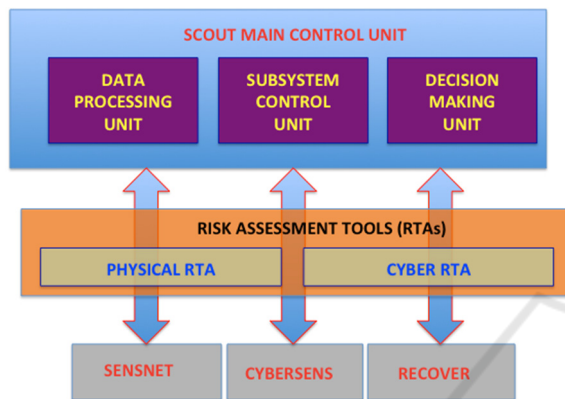 SCOUT MAIN CONTROL UNIT
DATA
PROCESSING
UNIT
SUBSYSTEM
CONTROL
UNIT
DECISION
MAKING
UNIT
RISK ASSESSMENT TOOLS (RTAs)
PHYSICAL RTA
CYBER RTA
SENSNET
CYBERSENS
RECOVER